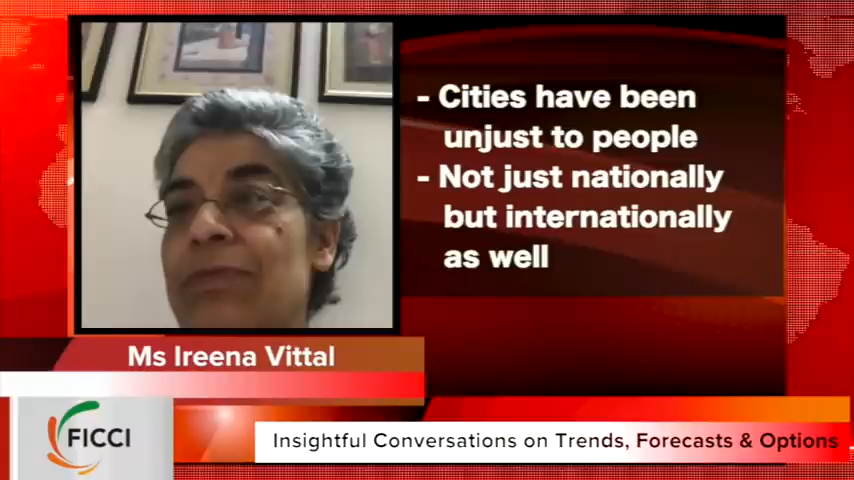 - Cities have been
unjust to people
- Not just nationally
but internationally
as well
Ms Ireena Vittal
FICCI
Insightful Conversations on Trends, Forecasts & Options